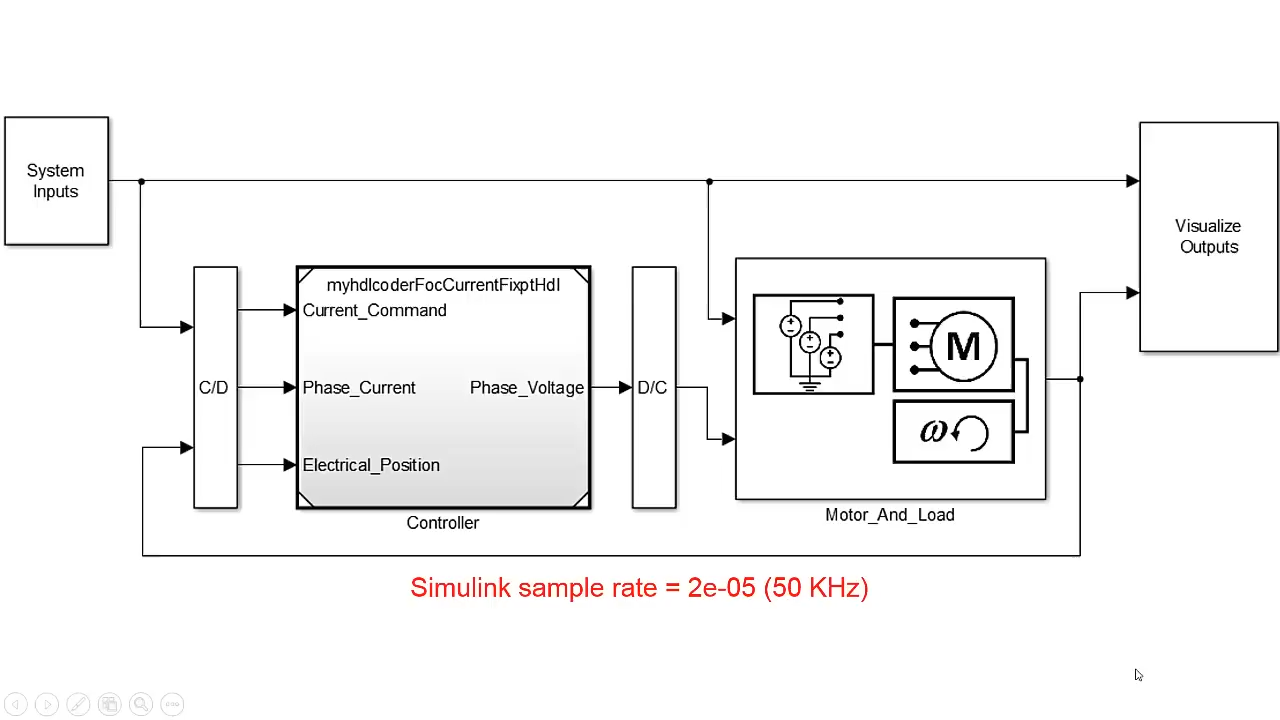 System
Inputs
Visualize
Outputs
myhdlcoderFocCurrentFixptHdl
Current_Command
C/D
Phase_Current
Phase_Voltage
D/C
Electrical_Position
M
ω
Controller
Motor_And_Load
Simulink sample rate = 2e-05 (50 KHz)